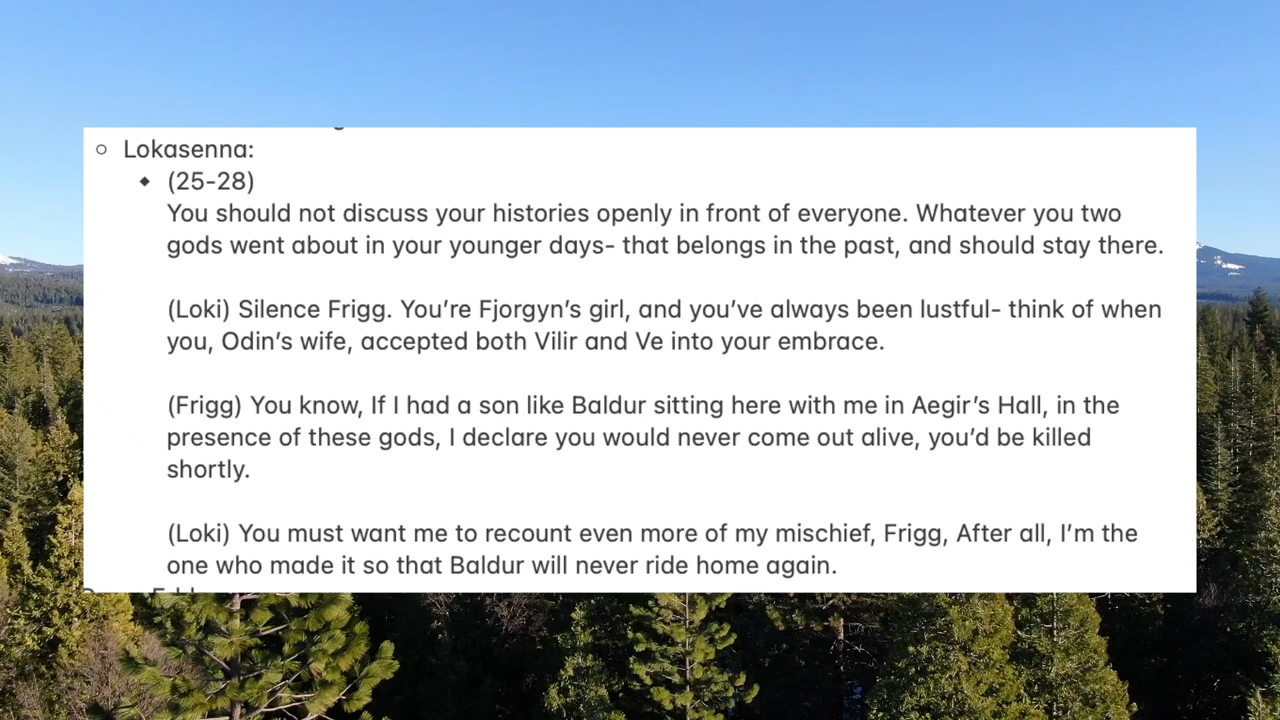 Lokasenna:
(25-28)
You should not discuss your histories openly in front of everyone. Whatever you two
gods went about in your younger days- that belongs in the past, and should stay there.
(Loki) Silence Frigg. You're Fjorgyn's girl, and you've always been lustful- think of when
you, Odin's wife, accepted both Vilir and Ve into your embrace.
(Frigg) You know, If I had a son like Baldur sitting here with me in Aegir's Hall, in the
presence of these gods, I declare you would never come out alive, you'd be killed
shortly.
(Loki) You must want me to recount even more of my mischief, Frigg, After all, I'm the
one who made it so that Baldur will never ride home again.